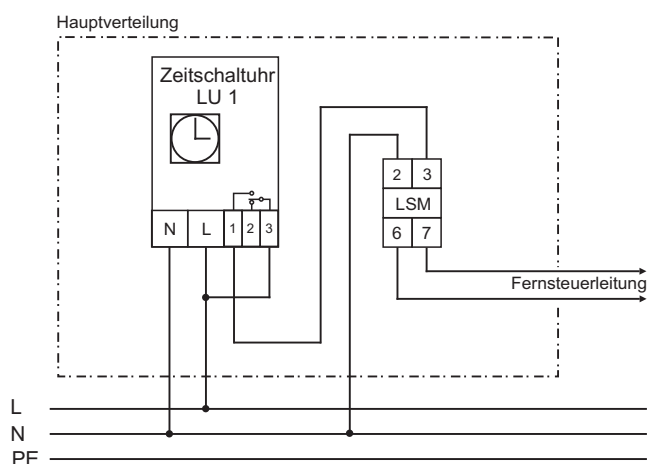 Hauptverteilung
Zeitschaltuhr
LU 1
N L 1 2 3
2 3
LSM
6 7
Fernsteuerleitung
L
N
PE